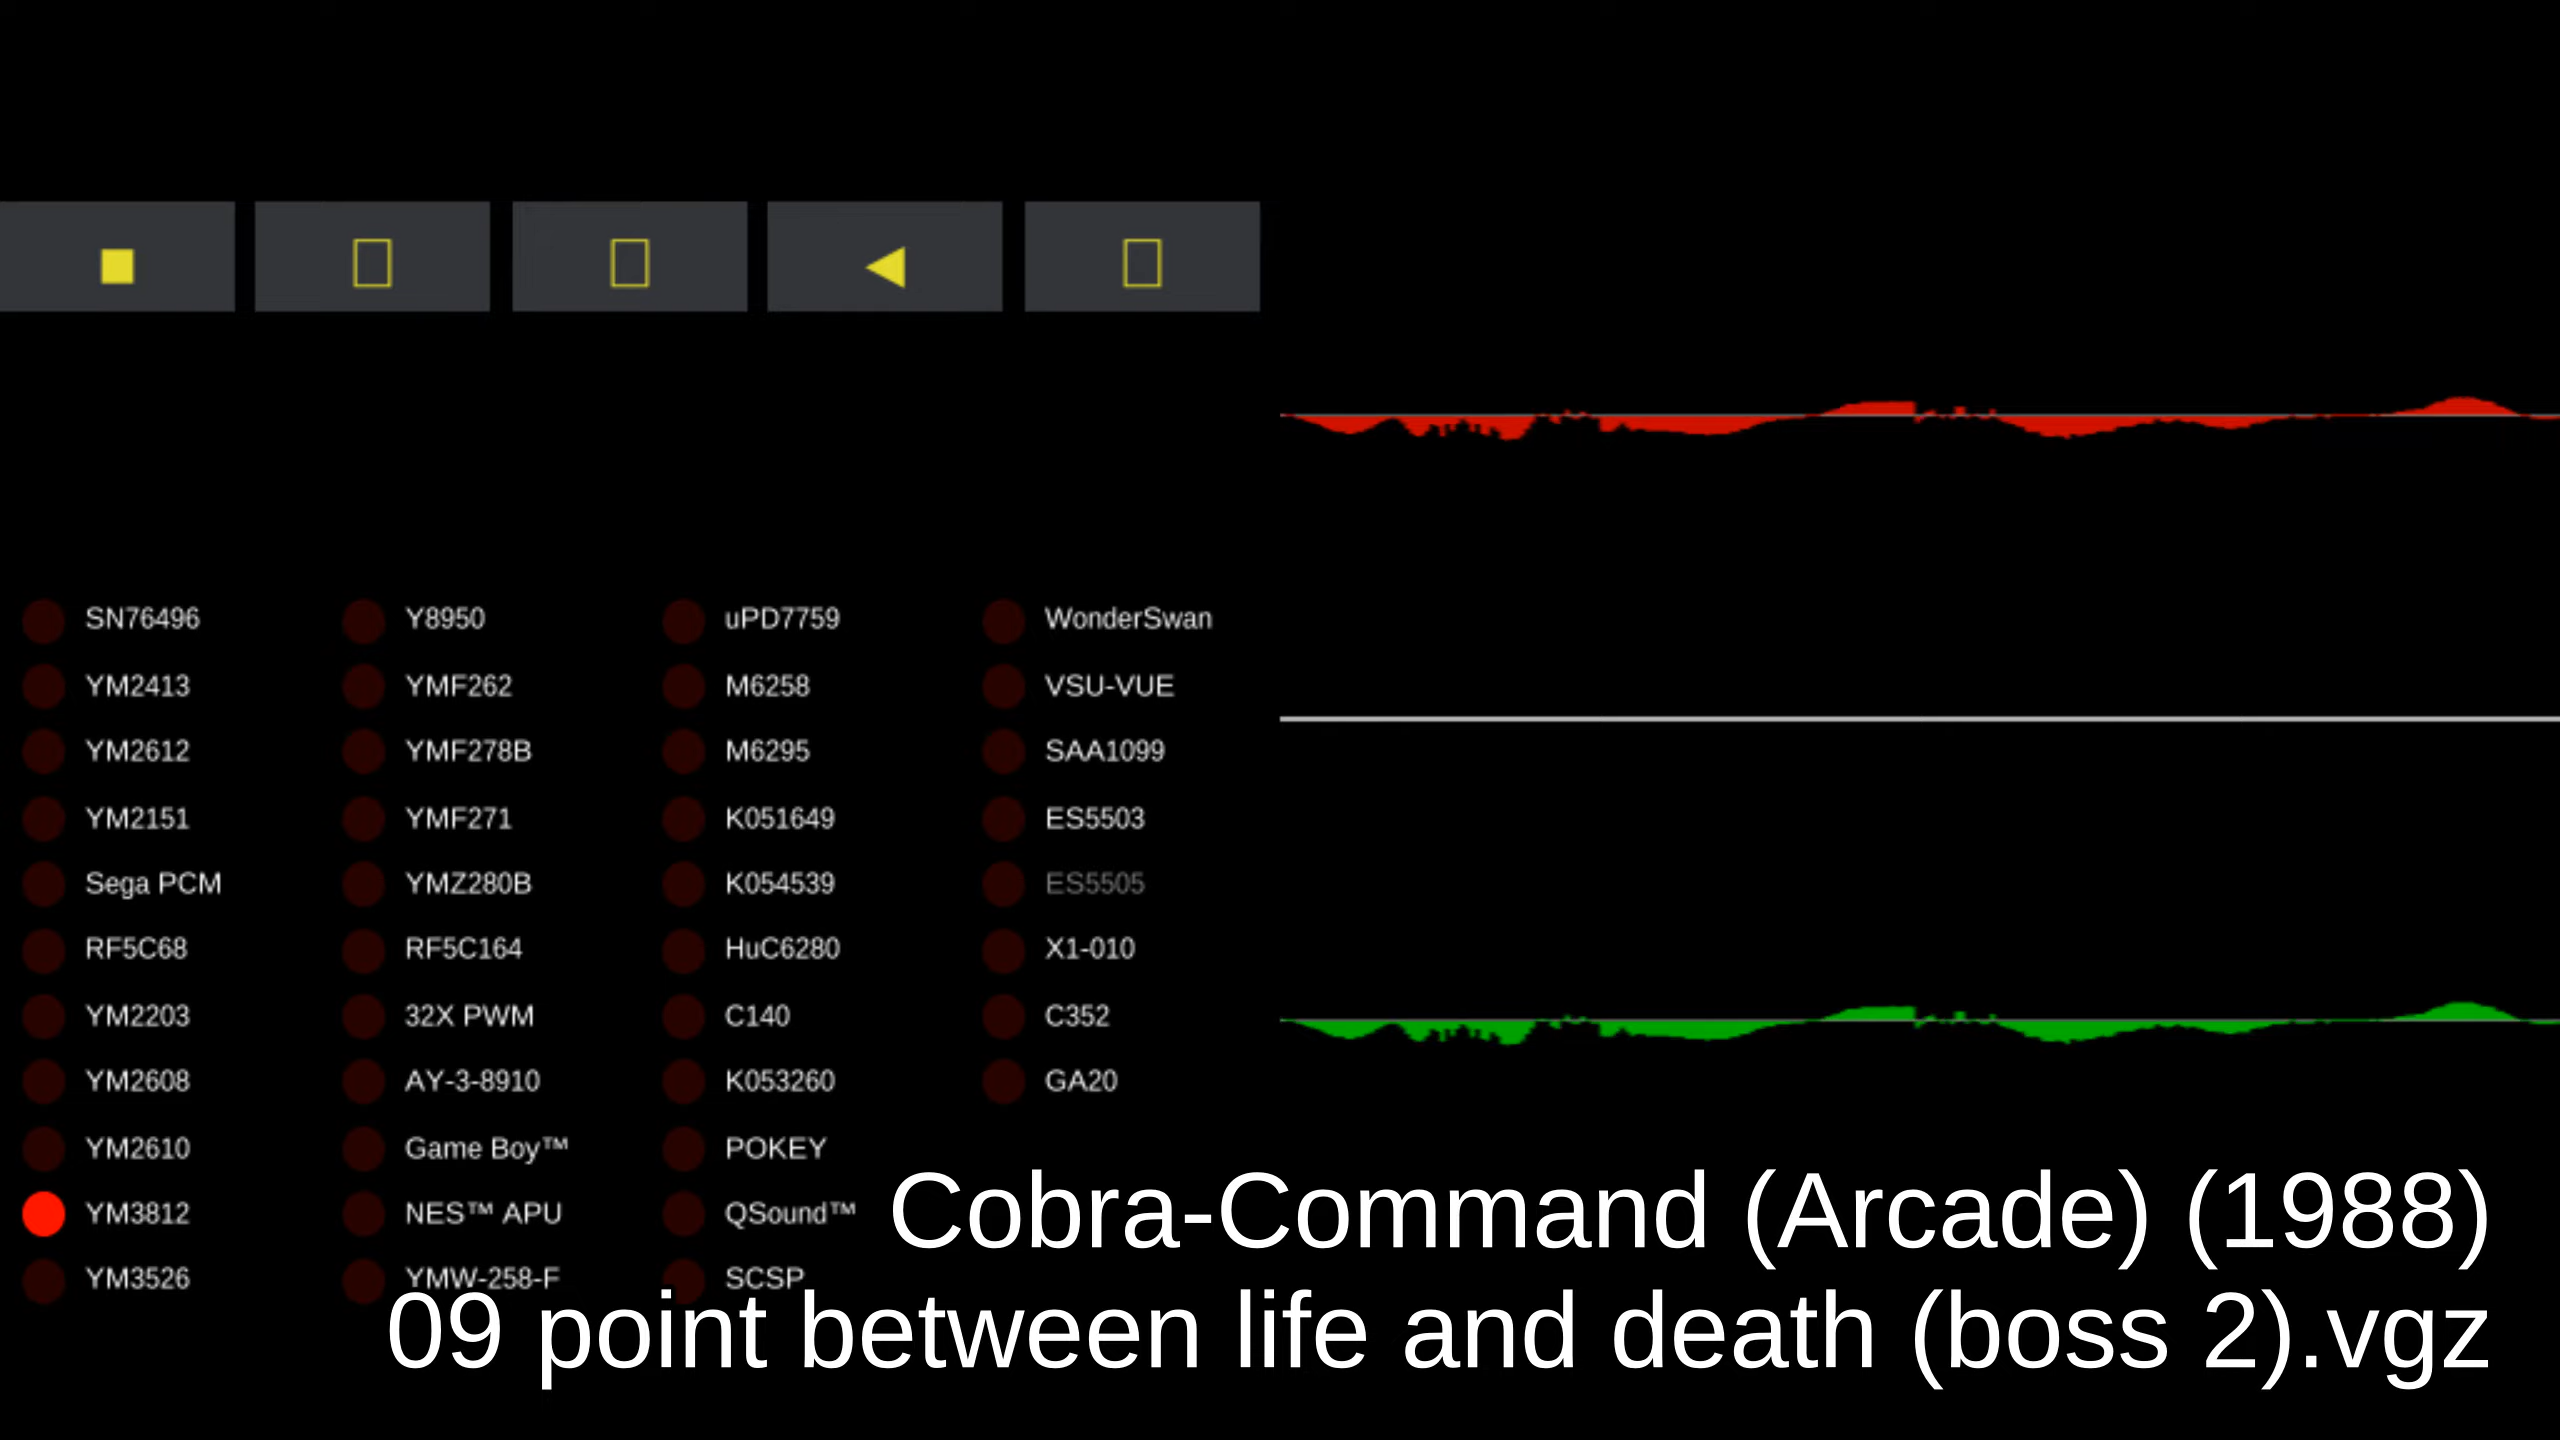 SN76496
YM2413
YM2612
YM2151
Sega PCM
RF5C68
YM2203
YM2608
YM2610
YM3812
YM3526
Y8950
YMF262
YMF278B
YMF271
YMZ280B
RF5C164
32X PWM
AY-3-8910
Game Boy™
NES™ APU
YMW-258-F
uPD7759
M6258
M6295
K051649
K054539
HuC6280
C140
K053260
POKEY
QSound™
SCSP
WonderSwan
VSU-VUE
SAA1099
ES5503
ES5505
X1-010
C352
GA20
Cobra-Command (Arcade) (1988)
09 point between life and death (boss 2).vgz